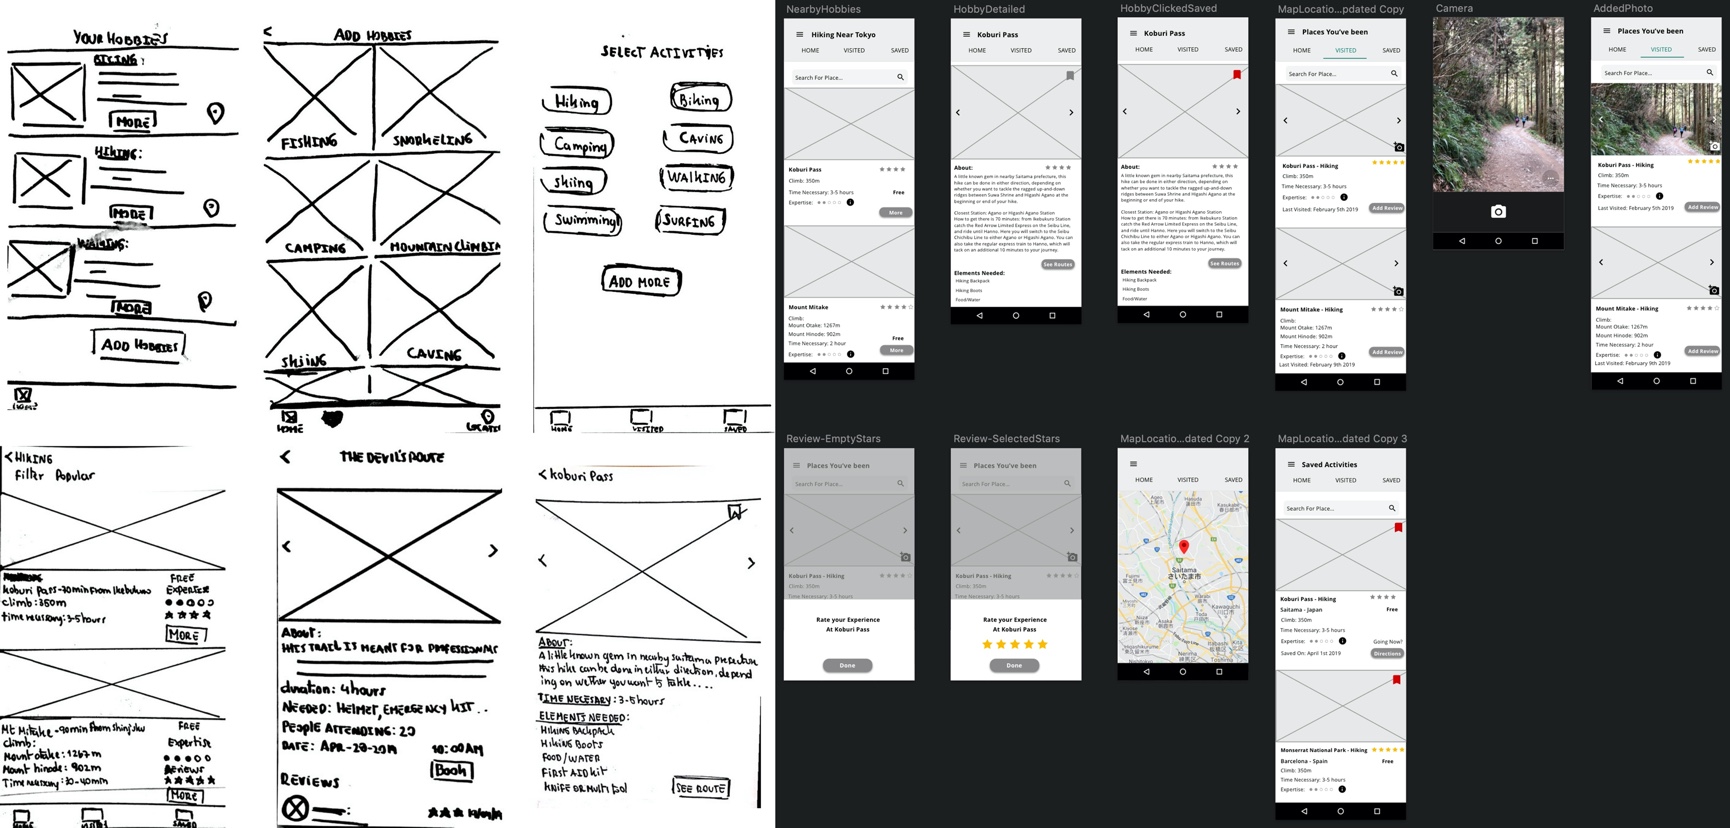 YOUR HOBBIES
BICING:
MORE
HIKING:
MORE
WALKING:
MORE
ADD HOBBIES
ADD HOBBIES
FISHING
SNORKELING
CAMPING
MOUNTAIN CLIMBIN
SKiiNG
CAVING
HOME
SELECT ACTIVITIES
Hiking
Biking
Camping
CAVING
skiing
WALKING
Swimming
SURFING
ADD MORE
HOME
VISITED
SAVED
HIKING
Filtr Popular
FREE
Expertise
climb: 350m
MORE
FREE
Expertise
climb:
Mount hinode: 902m
Reviews
MORE
THE DEVIL'S ROUTE
ABOUT:
THIS TRAIL IS MEANT FOR PROFESSIONAL
duration: 4 hours
NEEDED: HELMET, EMERGENCY KIT..
PEOPLE ATTENDING: 20
DATE: APR-20-2019
10:00AM
Book
REVIEWS
Koburi Pass
ABOUT:
A little known gem in nearby saitama prefecture
this hike can be done in either direction, depend
ing on wether you want to takle....
TIME NECESARY: 3-5 hours
ELEMENTS NEEDED:
HIKING BACKPACK
HIKING BOOTS
FOOD/WATER
FIRST AID kit
KNIFE OR MULTI tool
SEE ROUTE
NearbyHobbies
Hiking Near Tokyo
HOME VISITED SAVED
Search For Place...
Koburi Pass
Climb: 350m
Time Necessary: 3-5 hours
Free
Expertise:
More
Mount Mitake
Climb:
Mount Otake: 1267m
Mount Hinode: 902m
Free
Time Necessary: 2 hour
Expertise:
More
HobbyDetailed
Koburi Pass
HOME VISITED SAVED
About:
A little known gem in nearby Saitama prefecture, this
hike can be done in either direction, depending on
whether you want to tackle the ragged up-and-down
ridges between Suwa Shrine and Higashi Agano at the
beginning or end of your hike.
Closest Station: Agano or Higashi Agano Station
How to get there is 70 minutes: from Ikebukuro Station
catch the Red Arrow Limited Express on the Seibu Line,
and ride until Hanno. Here you will switch to the Seibu
Chichibu Line to either Agano or Higashi Agano. You can
also take the regular express train to Hanno, which will
tack on an additional 10 minutes to your journey.
See Routes
Elements Needed:
Hiking Backpack
Hiking Boots
Food/Water
HobbyClickedSaved
Koburi Pass
HOME VISITED SAVED
About:
A little known gem in nearby Saitama prefecture, this
hike can be done in either direction, depending on
whether you want to tackle the ragged up-and-down
ridges between Suwa Shrine and Higashi Agano at the
beginning or end of your hike.
Closest Station: Agano or Higashi Agano Station
How to get there is 70 minutes: from Ikebukuro Station
catch the Red Arrow Limited Express on the Seibu Line,
and ride until Hanno. Here you will switch to the Seibu
Chichibu Line to either Agano or Higashi Agano. You can
also take the regular express train to Hanno, which will
tack on an additional 10 minutes to your journey.
See Routes
Elements Needed:
Hiking Backpack
Hiking Boots
Food/Water
MapLocatio...pdated Copy
Places You've been
HOME VISITED SAVED
Search For Place...
Koburi Pass - Hiking
Climb: 350m
Time Necessary: 3-5 hours
Expertise:
Last Visited: February 5th 2019
Add Review
Mount Mitake - Hiking
Climb:
Mount Otake: 1267m
Mount Hinode: 902m
Time Necessary: 2 hour
Add Review
Expertise:
Last Visited: February 9th 2019
Camera
AddedPhoto
Places You've been
HOME VISITED SAVED
Search For Place...
Koburi Pass - Hiking
Climb: 350m
Time Necessary: 3-5 hours
Expertise:
Last Visited: February 5th 2019
Add Review
Mount Mitake - Hiking
Climb:
Mount Otake: 1267m
Mount Hinode: 902m
Time Necessary: 2 hour
Add Review
Expertise:
Last Visited: February 9th 2019
Review-EmptyStars
Places You've been
Search For Place...
Koburi Pass - Hiking
Climb: 350m
Time Necessary: 3-5 hours
Rate your Experience
At Koburi Pass
Done
Review-SelectedStars
Places You've been
Search For Place...
Koburi Pass - Hiking
Climb: 350m
Time Necessary: 3-5 hours
Rate your Experience
At Koburi Pass
Done
MapLocatio...dated Copy 2
HOME VISITED SAVED
Saitama
さいたま市
MapLocatio...dated Copy 3
Saved Activities
HOME VISITED SAVED
Search For Place...
Koburi Pass - Hiking
Saitama - Japan
Free
Climb: 350m
Time Necessary: 3-5 hours
Expertise:
Going Now?
Saved On: April 1st 2019
Directions
Monserrat National Park - Hiking
Barcelona - Spain
Free
Climb: 350m
Time Necessary: 3-5 hours
Expertise: